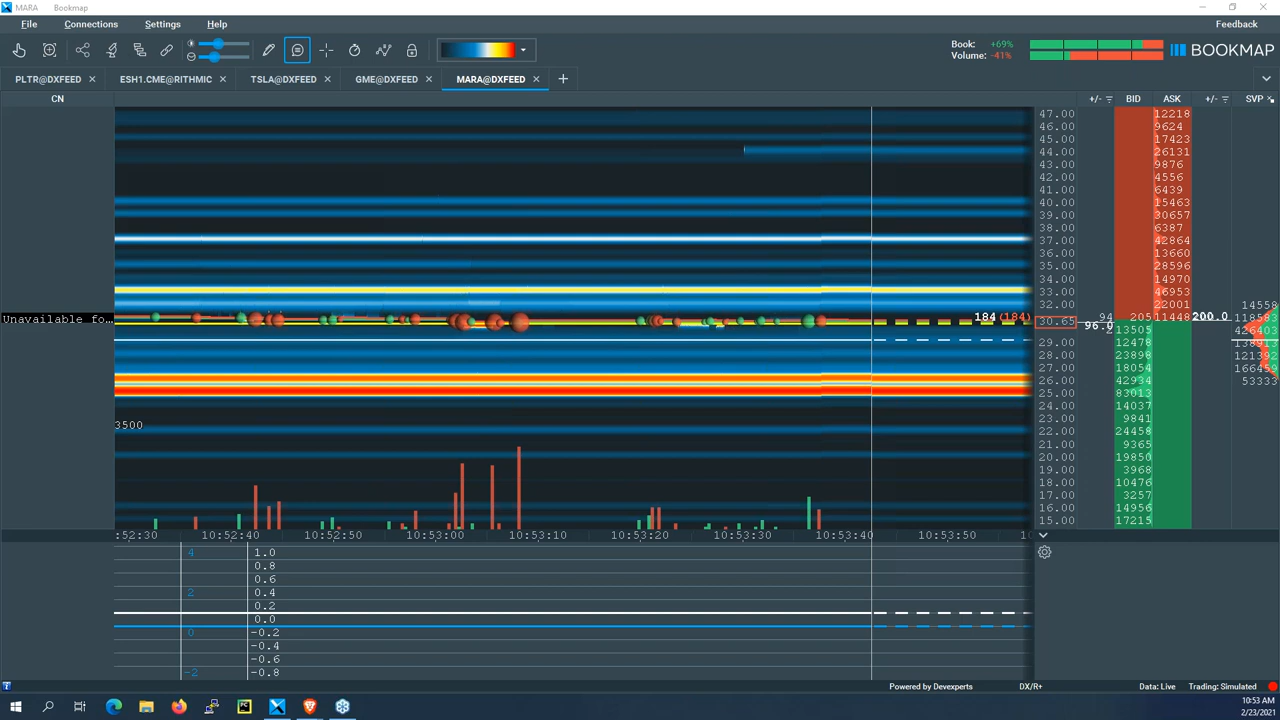 MARA Bookmap
File Connections Settings Help Feedback
Book: +69%
Volume: -41%
BOOKMAP
PLTR@DXFEED ESH1.CME@RITHMIC TSLA@DXFEED GME@DXFEED MARA@DXFEED
CN +/- BID ASK +/- SVP
47.00 12218
46.00 9624
45.00 17423
44.00 26131
43.00 9876
42.00 4556
41.00 6439
40.00 15463
39.00 30657
38.00 6387
37.00 42864
36.00 13660
35.00 28596
34.00 14970
33.00 46953
32.00 22001 14558
Unavailable fo... 184 (184) 30.65 94 205 11448 200.0 118583
96.0 13505 426403
29.00 12478 138913
28.00 23898 121392
27.00 18054 166459
26.00 42934 53333
25.00 83013
24.00 14037
23.00 9841
3500
22.00 24458
21.00 9365
20.00 19850
19.00 3968
18.00 10476
17.00 3257
16.00 14956
15.00 17215
:52:30 10:52:40 10:52:50 10:53:00 10:53:10 10:53:20 10:53:30 10:53:40 10:53:50 10
4 1.0
0.8
0.6
2 0.4
0.2
0.0
0 -0.2
-0.4
-0.6
-2 -0.8
Powered by Devexperts DX/R+ Data: Live Trading: Simulated
10:53 AM
2/23/2021